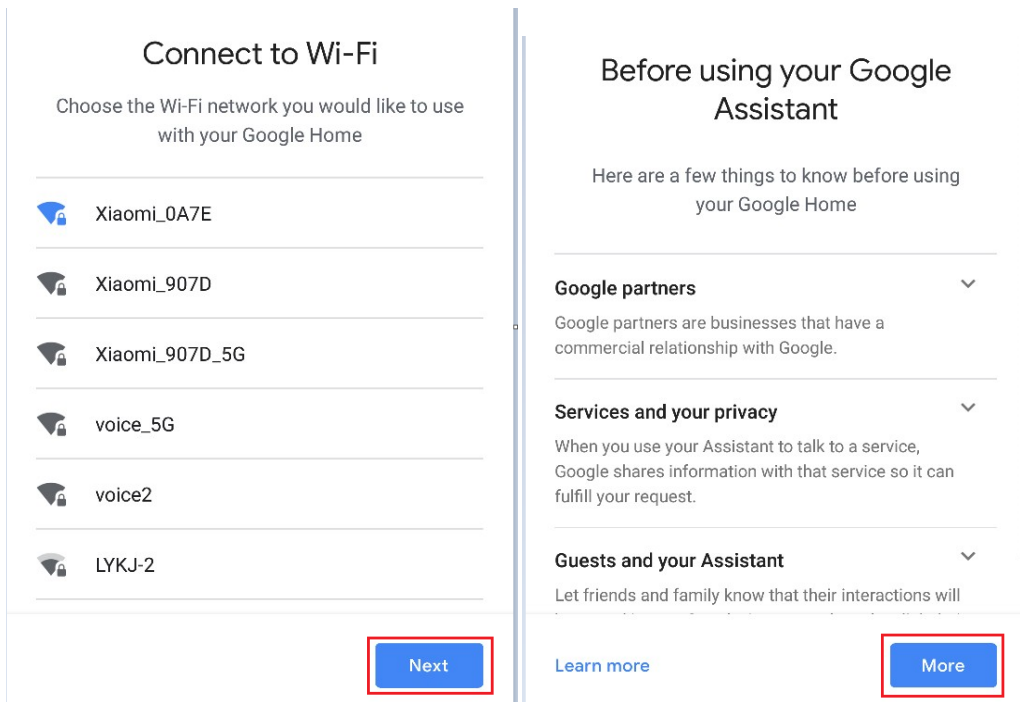 Connect to Wi-Fi
Choose the Wi-Fi network you would like to use
with your Google Home
Xiaomi_0A7E
Xiaomi_907D
Xiaomi_907D_5G
voice_5G
voice2
LYKJ-2
Next
Before using your Google
Assistant
Here are a few things to know before using
your Google Home
Google partners
Google partners are businesses that have a
commercial relationship with Google.
Services and your privacy
When you use your Assistant to talk to a service,
Google shares information with that service so it can
fulfill your request.
Guests and your Assistant
Let friends and family know that their interactions will
Learn more
More